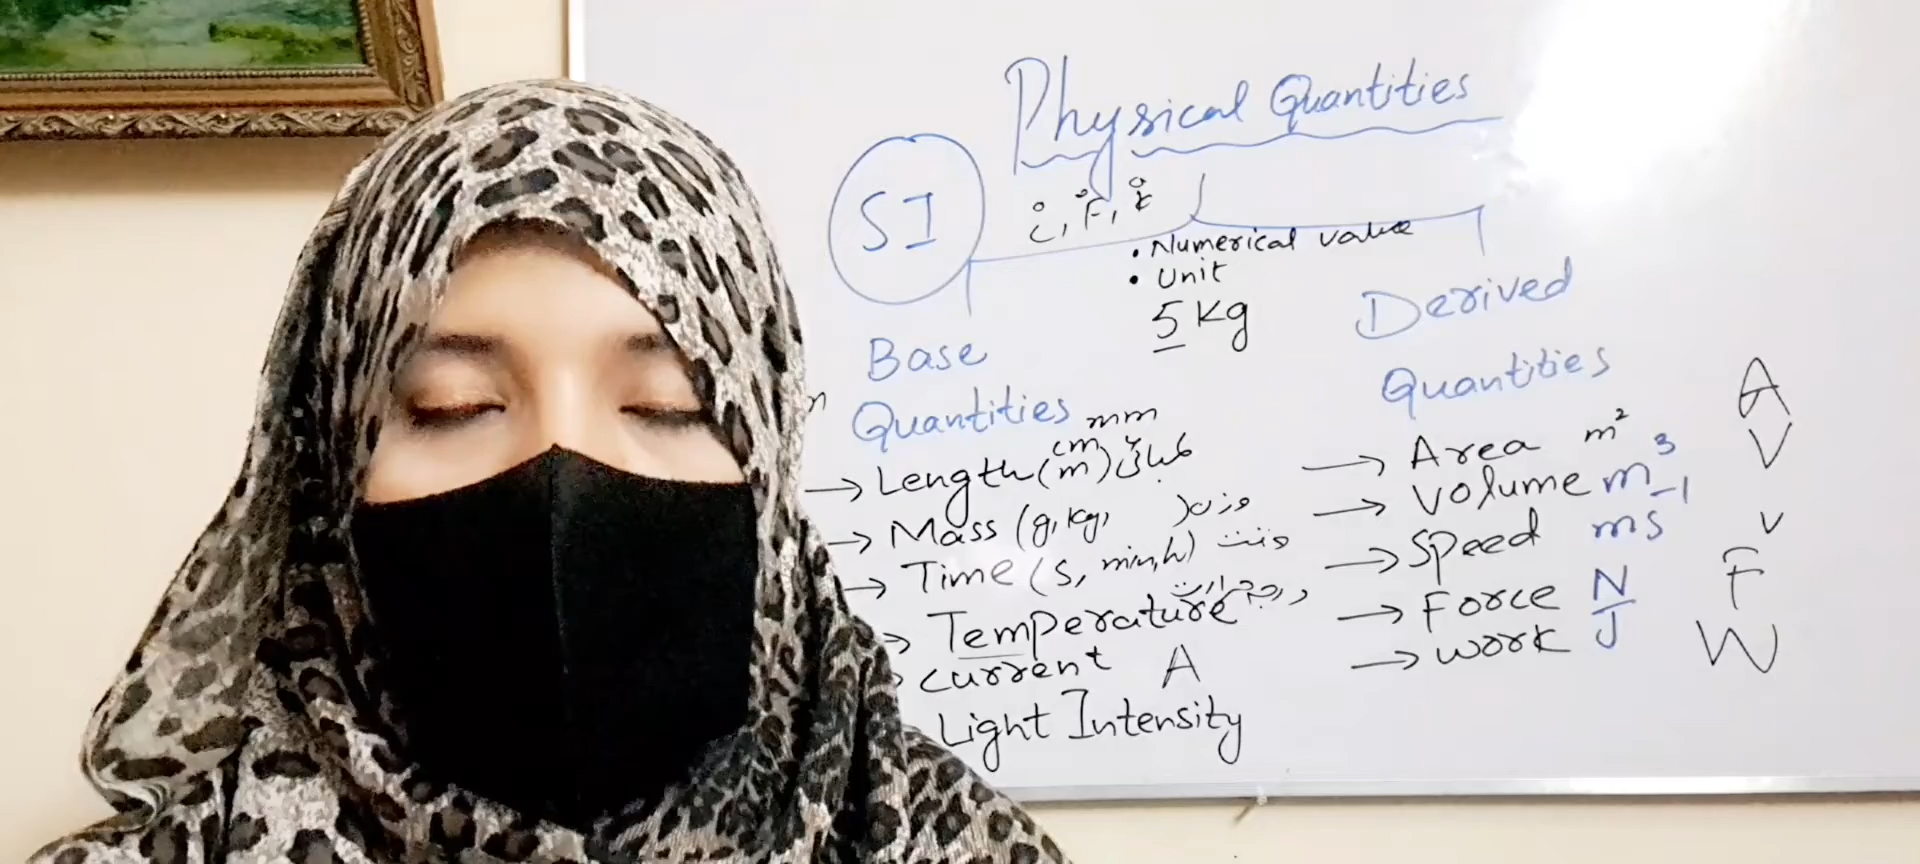 Physical Quantities
SI
°C, °F, °k
• Numerical value
• Unit
5 Kg
Base
Quantities
mm
cm
→ Length (m) لمبائی
→ Mass (g, kg, ) وزن
→ Time (s, min, h) وقت
→ Temperature درجہ حرارت
Current A
Light Intensity
Derived
Quantities
→ Area m² A
→ Volume m³ V
→ Speed ms⁻¹ v
→ Force N F
→ work J W